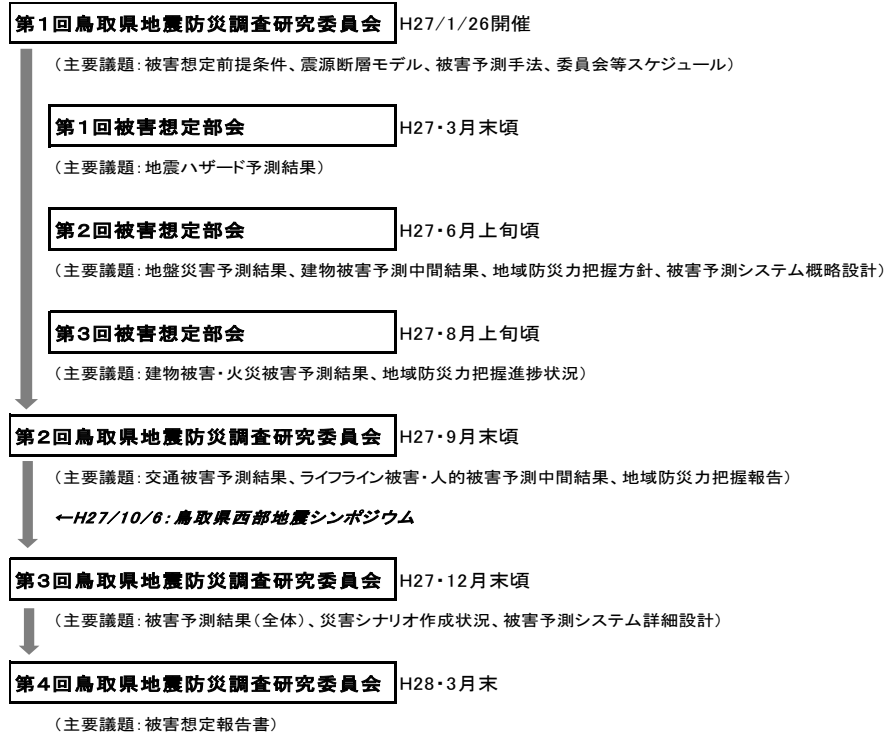 第1回鳥取県地震防災調査研究委員会 H27/1/26開催
（主要議題：被害想定前提条件、震源断層モデル、被害予測手法、委員会等スケジュール）
第1回被害想定部会 H27・3月末頃
（主要議題：地震ハザード予測結果）
第2回被害想定部会 H27・6月上旬頃
（主要議題：地盤災害予測結果、建物被害予測中間結果、地域防災力把握方針、被害予測システム概略設計）
第3回被害想定部会 H27・8月上旬頃
（主要議題：建物被害・火災被害予測結果、地域防災力把握進捗状況）
第2回鳥取県地震防災調査研究委員会 H27・9月末頃
（主要議題：交通被害予測結果、ライフライン被害・人的被害予測中間結果、地域防災力把握報告）
←H27/10/6：鳥取県西部地震シンポジウム
第3回鳥取県地震防災調査研究委員会 H27・12月末頃
（主要議題：被害予測結果（全体）、災害シナリオ作成状況、被害予測システム詳細設計）
第4回鳥取県地震防災調査研究委員会 H28・3月末
（主要議題：被害想定報告書）